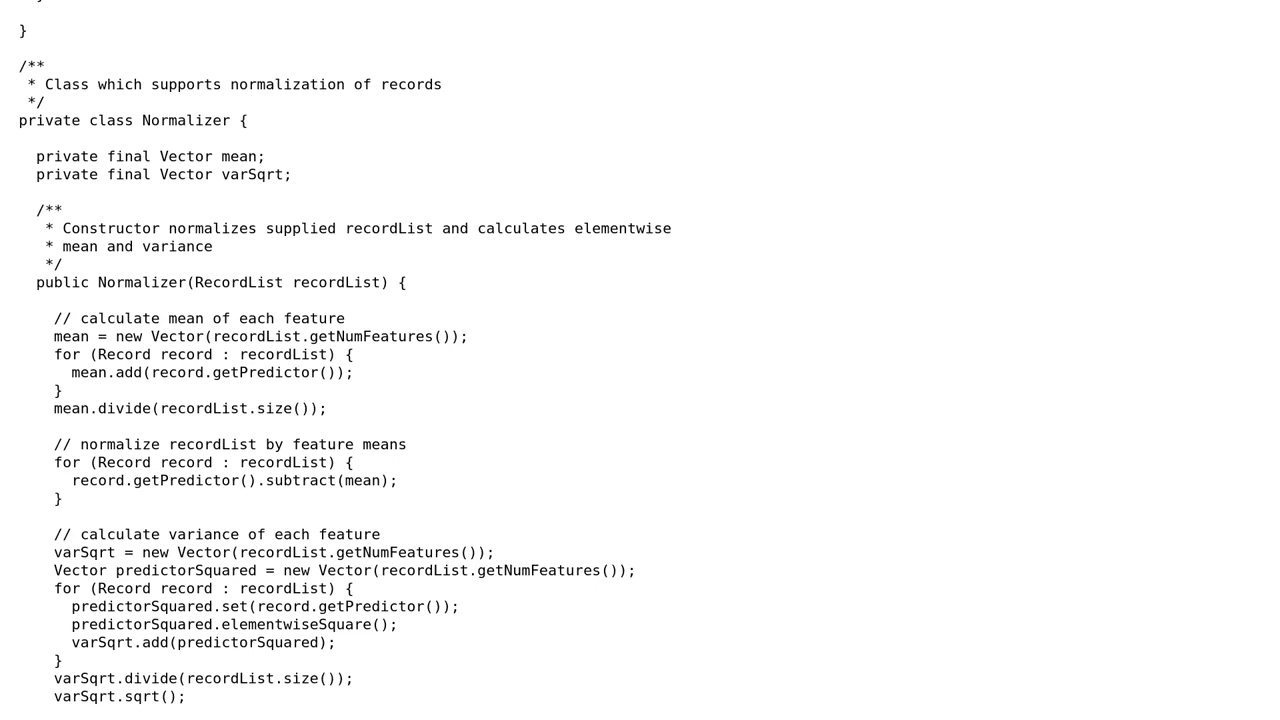 }
/**
 * Class which supports normalization of records
 */
private class Normalizer {
  private final Vector mean;
  private final Vector varSqrt;
  /**
   * Constructor normalizes supplied recordList and calculates elementwise
   * mean and variance
   */
  public Normalizer(RecordList recordList) {
    // calculate mean of each feature
    mean = new Vector(recordList.getNumFeatures());
    for (Record record : recordList) {
      mean.add(record.getPredictor());
    }
    mean.divide(recordList.size());
    // normalize recordList by feature means
    for (Record record : recordList) {
      record.getPredictor().subtract(mean);
    }
    // calculate variance of each feature
    varSqrt = new Vector(recordList.getNumFeatures());
    Vector predictorSquared = new Vector(recordList.getNumFeatures());
    for (Record record : recordList) {
      predictorSquared.set(record.getPredictor());
      predictorSquared.elementwiseSquare();
      varSqrt.add(predictorSquared);
    }
    varSqrt.divide(recordList.size());
    varSqrt.sqrt();